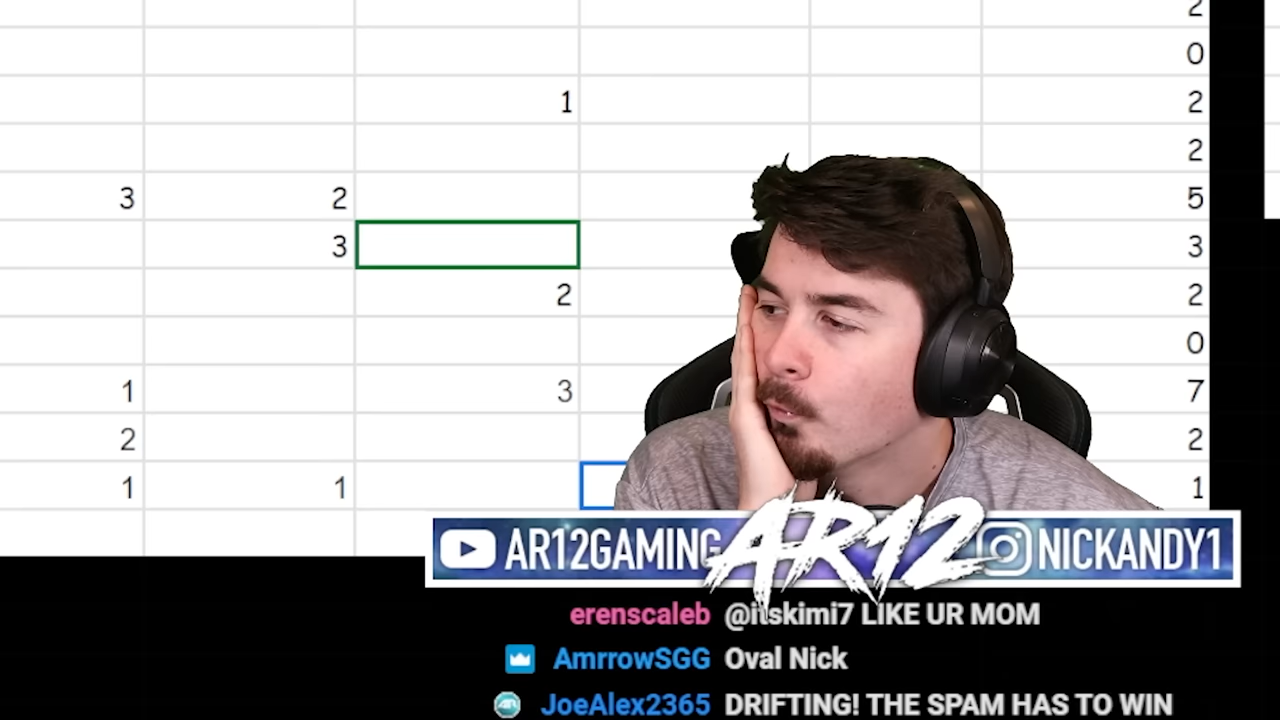 2
0
1 2
2
3 2 5
3 3
2 2
0
1 3 7
2 2
1 1 1
AR12GAMING AR12 NICKANDY1
erenscaleb @itskimi7 LIKE UR MOM
AmrrowSGG Oval Nick
JoeAlex2365 DRIFTING! THE SPAM HAS TO WIN